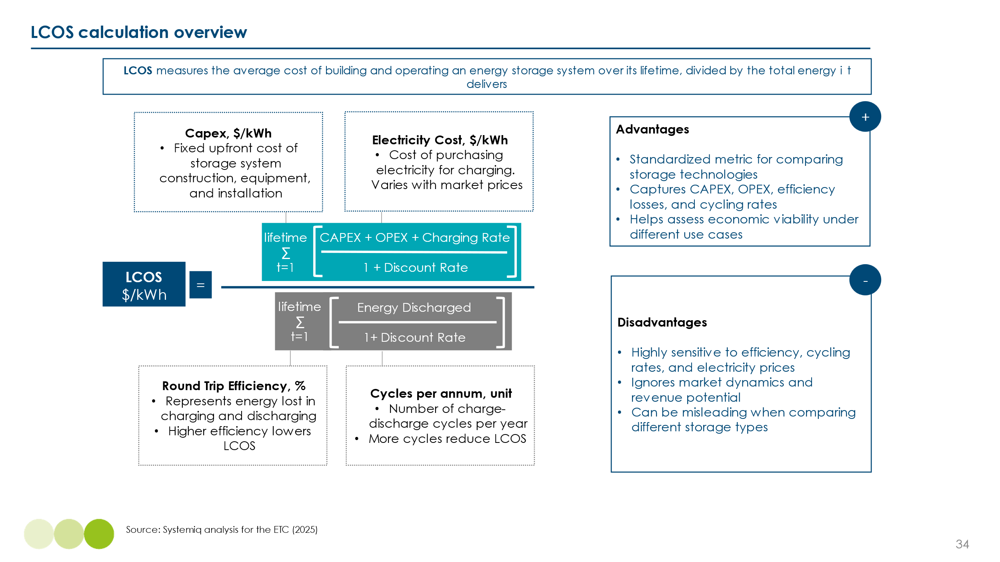 LCOS calculation overview
LCOS measures the average cost of building and operating an energy storage system over its lifetime, divided by the total energy i t
delivers
Capex, $/kWh
• Fixed upfront cost of
storage system
construction, equipment,
and installation
Electricity Cost, $/kWh
• Cost of purchasing
electricity for charging.
Varies with market prices
LCOS
$/kWh
=
lifetime
Σ
t=1
CAPEX + OPEX + Charging Rate
1 + Discount Rate
lifetime
Σ
t=1
Energy Discharged
1+ Discount Rate
Round Trip Efficiency, %
• Represents energy lost in
charging and discharging
• Higher efficiency lowers
LCOS
Cycles per annum, unit
• Number of charge-
discharge cycles per year
• More cycles reduce LCOS
+
Advantages
• Standardized metric for comparing
storage technologies
• Captures CAPEX, OPEX, efficiency
losses, and cycling rates
• Helps assess economic viability under
different use cases
-
Disadvantages
• Highly sensitive to efficiency, cycling
rates, and electricity prices
• Ignores market dynamics and
revenue potential
• Can be misleading when comparing
different storage types
Source: Systemiq analysis for the ETC (2025)
34